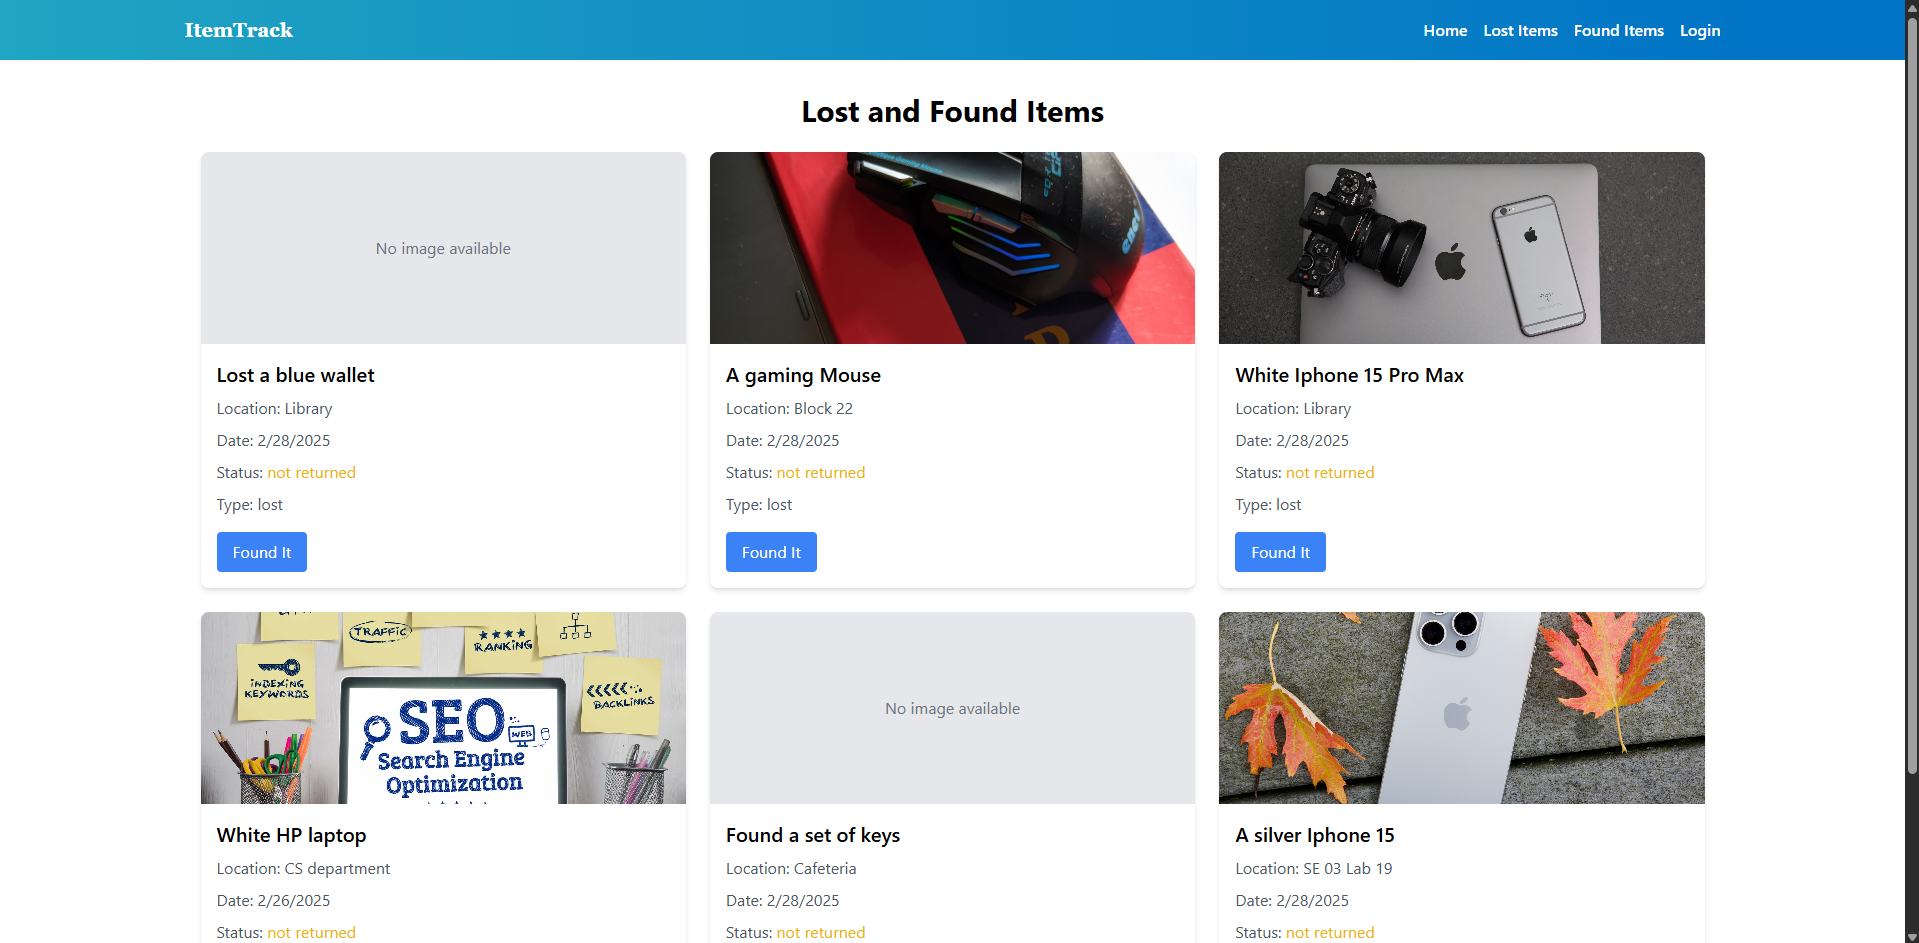 ItemTrack
Home Lost Items Found Items Login
Lost and Found Items
No image available
enet
Lost a blue wallet
Location: Library
Date: 2/28/2025
Status: not returned
Type: lost
Found It
A gaming Mouse
Location: Block 22
Date: 2/28/2025
Status: not returned
Type: lost
Found It
White Iphone 15 Pro Max
Location: Library
Date: 2/28/2025
Status: not returned
Type: lost
Found It
TRAFFIC
RANKING
INDEXING
KEYWORDS
BACKLINKS
SEO
WEB
Search Engine
Optimization
White HP laptop
Location: CS department
Date: 2/26/2025
Status: not returned
No image available
Found a set of keys
Location: Cafeteria
Date: 2/28/2025
Status: not returned
A silver Iphone 15
Location: SE 03 Lab 19
Date: 2/28/2025
Status: not returned